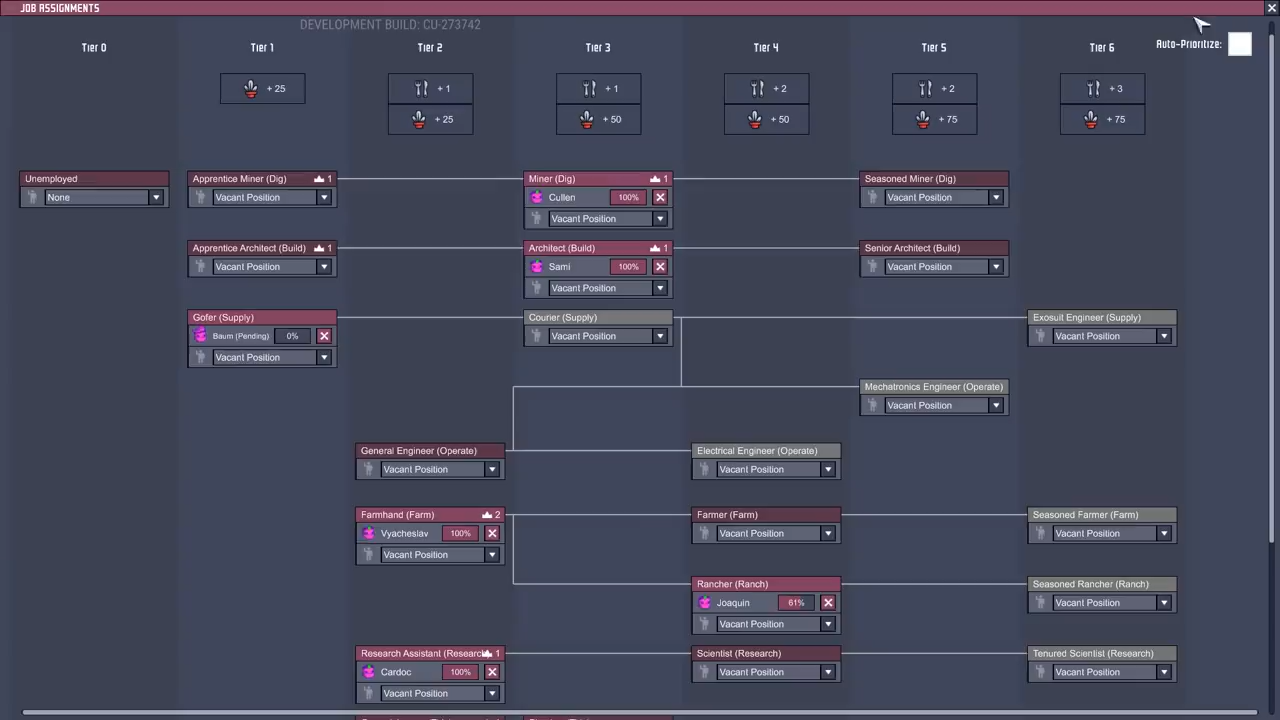 JOB ASSIGNMENTS
DEVELOPMENT BUILD: CU-273742
Auto-Prioritize:
Tier 0 Tier 1 Tier 2 Tier 3 Tier 4 Tier 5 Tier 6
+ 25 + 1 + 1 + 2 + 2 + 3
+ 25 + 50 + 50 + 75 + 75
Unemployed Apprentice Miner (Dig) 1 Miner (Dig) 1 Seasoned Miner (Dig)
None Vacant Position Cullen 100% Vacant Position
Vacant Position
Apprentice Architect (Build) 1 Architect (Build) 1 Senior Architect (Build)
Vacant Position Sami 100% Vacant Position
Vacant Position
Gofer (Supply) Courier (Supply) Exosuit Engineer (Supply)
Baum (Pending) 0% Vacant Position Vacant Position
Vacant Position
Mechatronics Engineer (Operate)
Vacant Position
General Engineer (Operate) Electrical Engineer (Operate)
Vacant Position Vacant Position
Farmhand (Farm) 2 Farmer (Farm) Seasoned Farmer (Farm)
Vyacheslav 100% Vacant Position Vacant Position
Vacant Position
Rancher (Ranch) Seasoned Rancher (Ranch)
Joaquin 61% Vacant Position
Vacant Position
Research Assistant (Research 1 Scientist (Research) Tenured Scientist (Research)
Cardoc 100% Vacant Position Vacant Position
Vacant Position